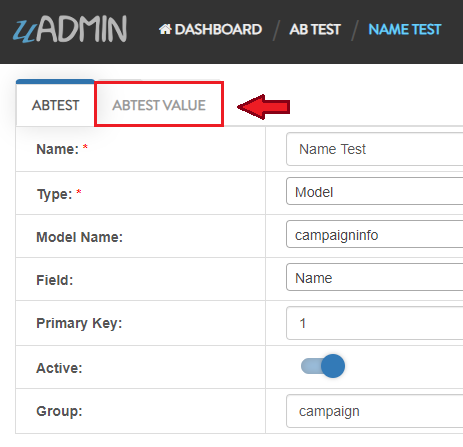 uADMIN DASHBOARD / AB TEST / NAME TEST
ABTEST ABTEST VALUE
Name: * Name Test
Type: * Model
Model Name: campaigninfo
Field: Name
Primary Key: 1
Active:
Group: campaign